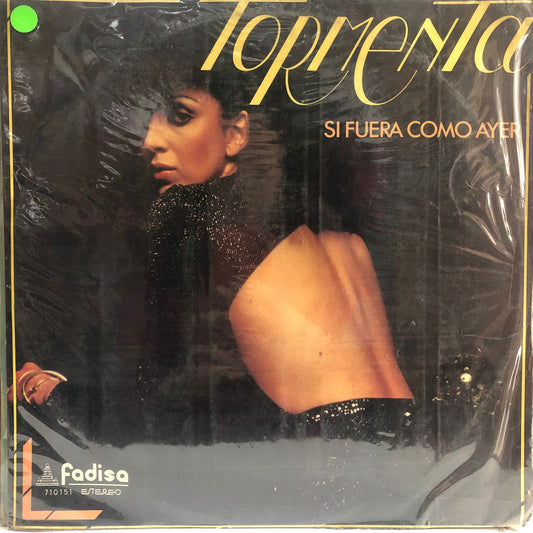 TORMENTA
SI FUERA COMO AYER
fadisa
710151 ESTEREO